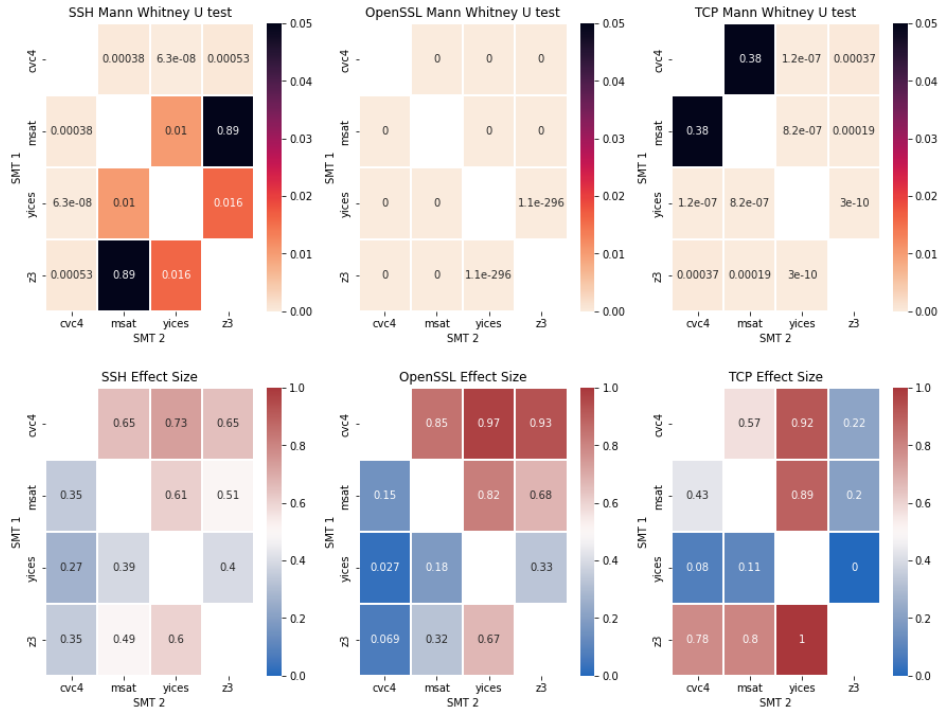 SSH Mann Whitney U test
OpenSSL Mann Whitney U test
TCP Mann Whitney U test
cvc4 0.00038 6.3e-08 0.00053
msat 0.00038 0.01 0.89
yices 6.3e-08 0.01 0.016
z3 0.00053 0.89 0.016
SMT 1
cvc4 msat yices z3
SMT 2
0.05
0.04
0.03
0.02
0.01
0.00
0 0 0
0 0 0
0 0 1.1e-296
0 0 1.1e-296
cvc4 msat yices z3
SMT 2
0.05
0.04
0.03
0.02
0.01
0.00
cvc4 0.38 1.2e-07 0.00037
msat 0.38 8.2e-07 0.00019
yices 1.2e-07 8.2e-07 3e-10
z3 0.00037 0.00019 3e-10
SMT 1
cvc4 msat yices z3
SMT 2
0.05
0.04
0.03
0.02
0.01
0.00
SSH Effect Size
OpenSSL Effect Size
TCP Effect Size
cvc4 0.65 0.73 0.65
msat 0.35 0.61 0.51
yices 0.27 0.39 0.4
z3 0.35 0.49 0.6
SMT 1
cvc4 msat yices z3
SMT 2
1.0
0.8
0.6
0.4
0.2
0.0
cvc4 0.85 0.97 0.93
msat 0.15 0.82 0.68
yices 0.027 0.18 0.33
z3 0.069 0.32 0.67
SMT 1
cvc4 msat yices z3
SMT 2
1.0
0.8
0.6
0.4
0.2
0.0
cvc4 0.57 0.92 0.22
msat 0.43 0.89 0.2
yices 0.08 0.11 0
z3 0.78 0.8 1
SMT 1
cvc4 msat yices z3
SMT 2
1.0
0.8
0.6
0.4
0.2
0.0